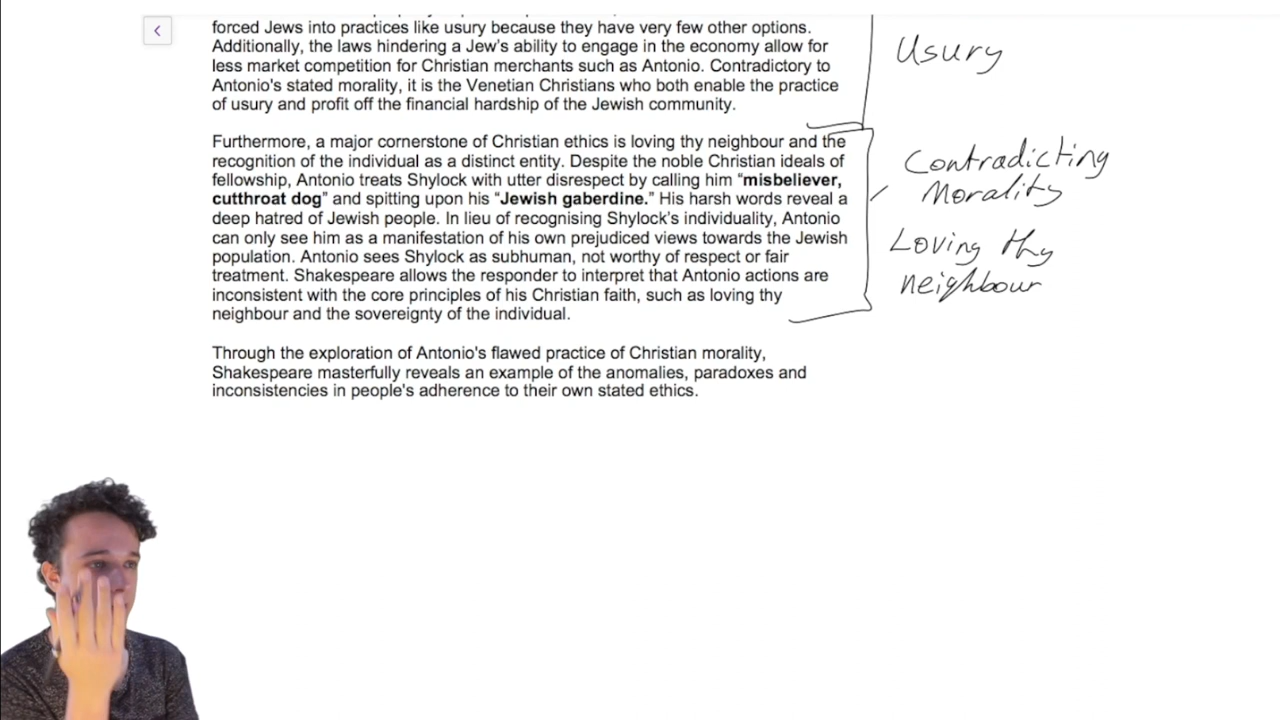 forced Jews into practices like usury because they have very few other options.
Additionally, the laws hindering a Jew's ability to engage in the economy allow for
less market competition for Christian merchants such as Antonio. Contradictory to
Antonio's stated morality, it is the Venetian Christians who both enable the practice
of usury and profit off the financial hardship of the Jewish community.
Usury
Furthermore, a major cornerstone of Christian ethics is loving thy neighbour and the
recognition of the individual as a distinct entity. Despite the noble Christian ideals of
fellowship, Antonio treats Shylock with utter disrespect by calling him “misbeliever,
cutthroat dog” and spitting upon his “Jewish gaberdine.” His harsh words reveal a
deep hatred of Jewish people. In lieu of recognising Shylock’s individuality, Antonio
can only see him as a manifestation of his own prejudiced views towards the Jewish
population. Antonio sees Shylock as subhuman, not worthy of respect or fair
treatment. Shakespeare allows the responder to interpret that Antonio actions are
inconsistent with the core principles of his Christian faith, such as loving thy
neighbour and the sovereignty of the individual.
Contradicting
Morality
Loving thy
neighbour
Through the exploration of Antonio's flawed practice of Christian morality,
Shakespeare masterfully reveals an example of the anomalies, paradoxes and
inconsistencies in people's adherence to their own stated ethics.